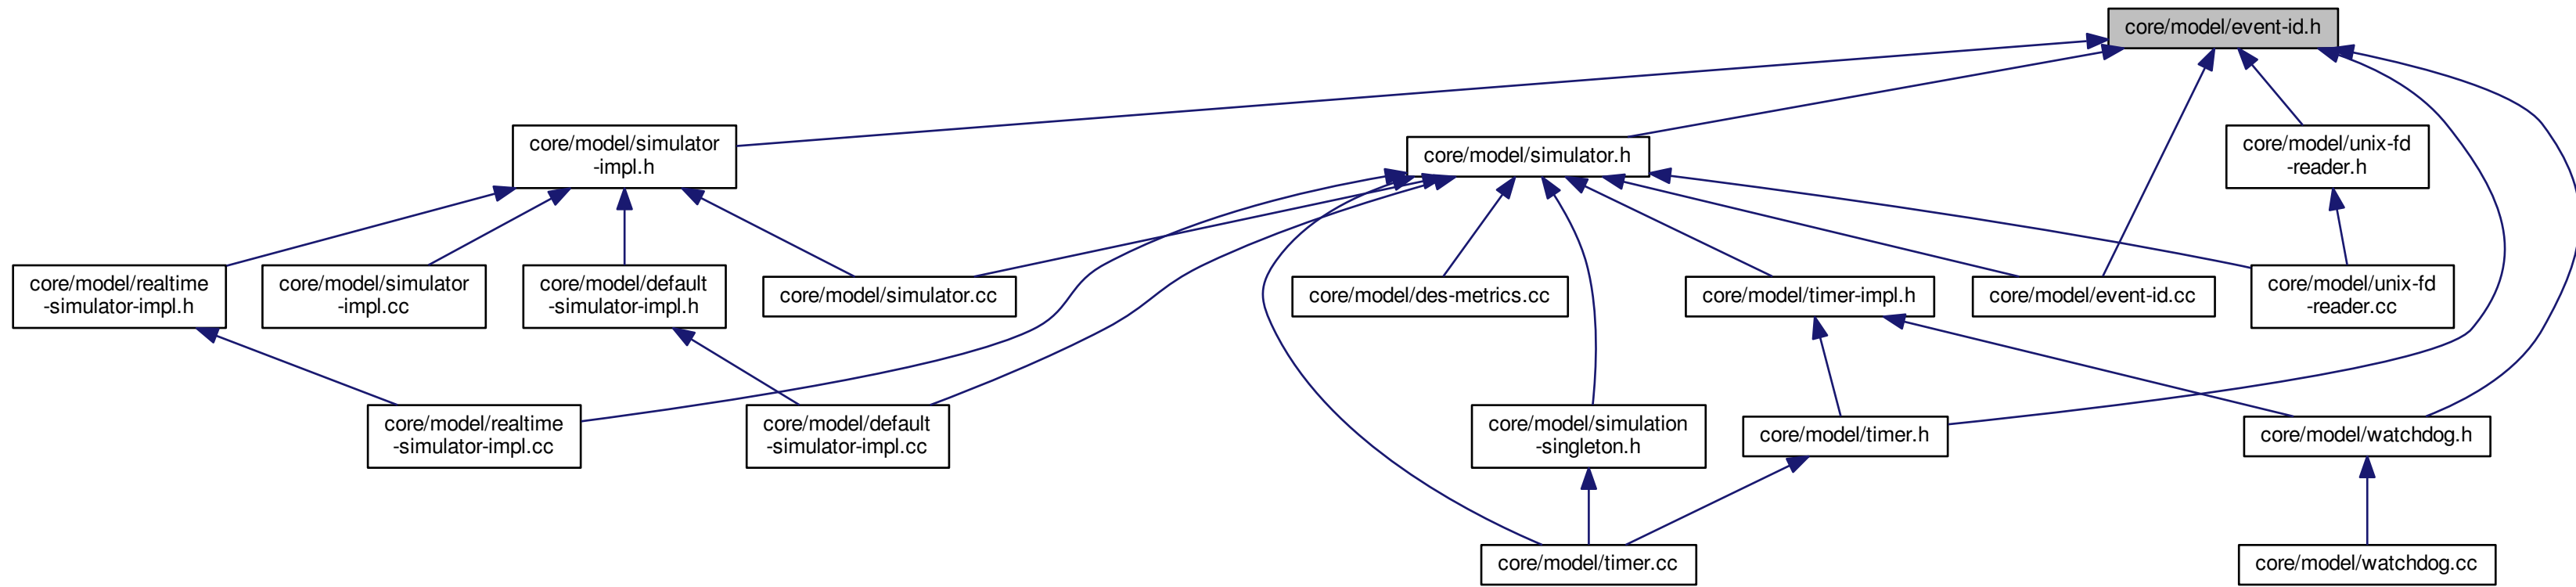 core/model/event-id.h
core/model/simulator
-impl.h
core/model/simulator.h
core/model/unix-fd
-reader.h
core/model/realtime
-simulator-impl.h
core/model/simulator
-impl.cc
core/model/default
-simulator-impl.h
core/model/simulator.cc
core/model/des-metrics.cc
core/model/timer-impl.h
core/model/event-id.cc
core/model/unix-fd
-reader.cc
core/model/realtime
-simulator-impl.cc
core/model/default
-simulator-impl.cc
core/model/simulation
-singleton.h
core/model/timer.h
core/model/watchdog.h
core/model/timer.cc
core/model/watchdog.cc